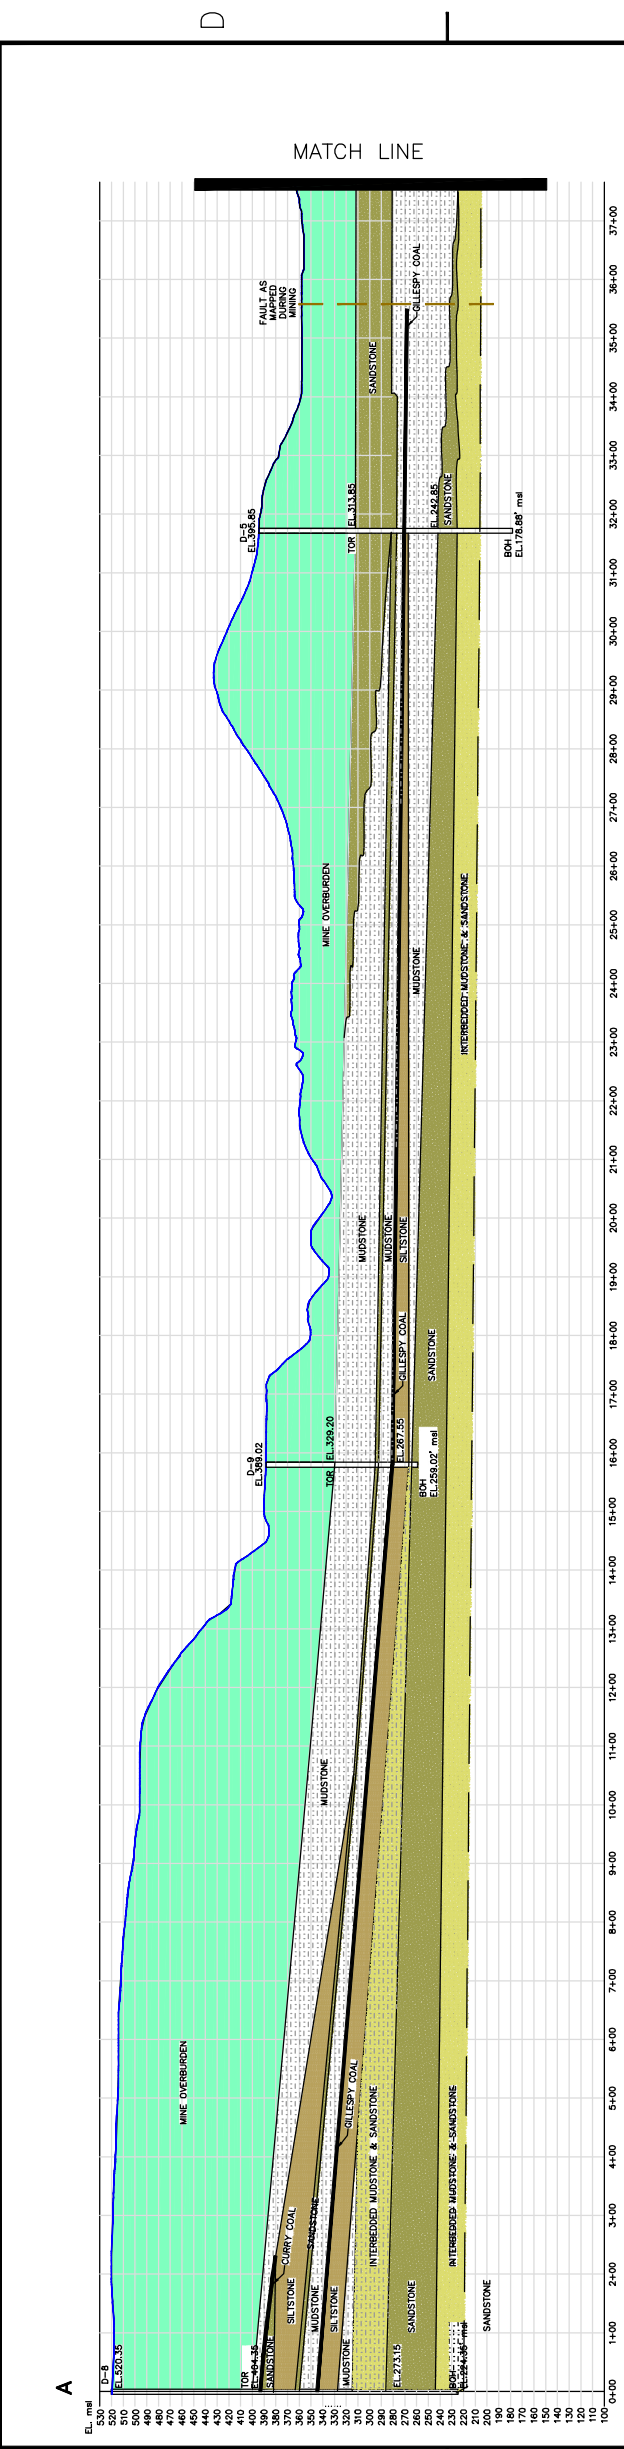 D
MATCH LINE
A
EL. msl
530
520
510
500
490
480
470
460
450
440
430
420
410
400
390
380
370
360
350
340
330
320
310
300
290
280
270
260
250
240
230
220
210
200
190
180
170
160
150
140
130
120
110
100
0+00
1+00
2+00
3+00
4+00
5+00
6+00
7+00
8+00
9+00
10+00
11+00
12+00
13+00
14+00
15+00
16+00
17+00
18+00
19+00
20+00
21+00
22+00
23+00
24+00
25+00
26+00
27+00
28+00
29+00
30+00
31+00
32+00
33+00
34+00
35+00
36+00
37+00
D-8
EL.520.35
TOR
SANDSTONE
CURRY COAL
SILTSTONE
SANDSTONE
MUDSTONE
SILTSTONE
GILLESPY COAL
MUDSTONE
INTERBEDDED MUDSTONE & SANDSTONE
EL.273.15
SANDSTONE
INTERBEDDED MUDSTONE & SANDSTONE
BOH
SANDSTONE
MINE OVERBURDEN
MUDSTONE
D-9
EL.389.02
TOR
EL.329.20
EL.267.55
BOH
EL.259.02' msl
GILLESPY COAL
SANDSTONE
MUDSTONE
MUDSTONE
SILTSTONE
MINE OVERBURDEN
MUDSTONE
INTERBEDDED MUDSTONE & SANDSTONE
D-5
EL.395.85
TOR
EL.313.85
EL.242.85
SANDSTONE
BOH
EL.178.88' msl
SANDSTONE
FAULT AS
MAPPED
DURING
MINING
GILLESPY COAL